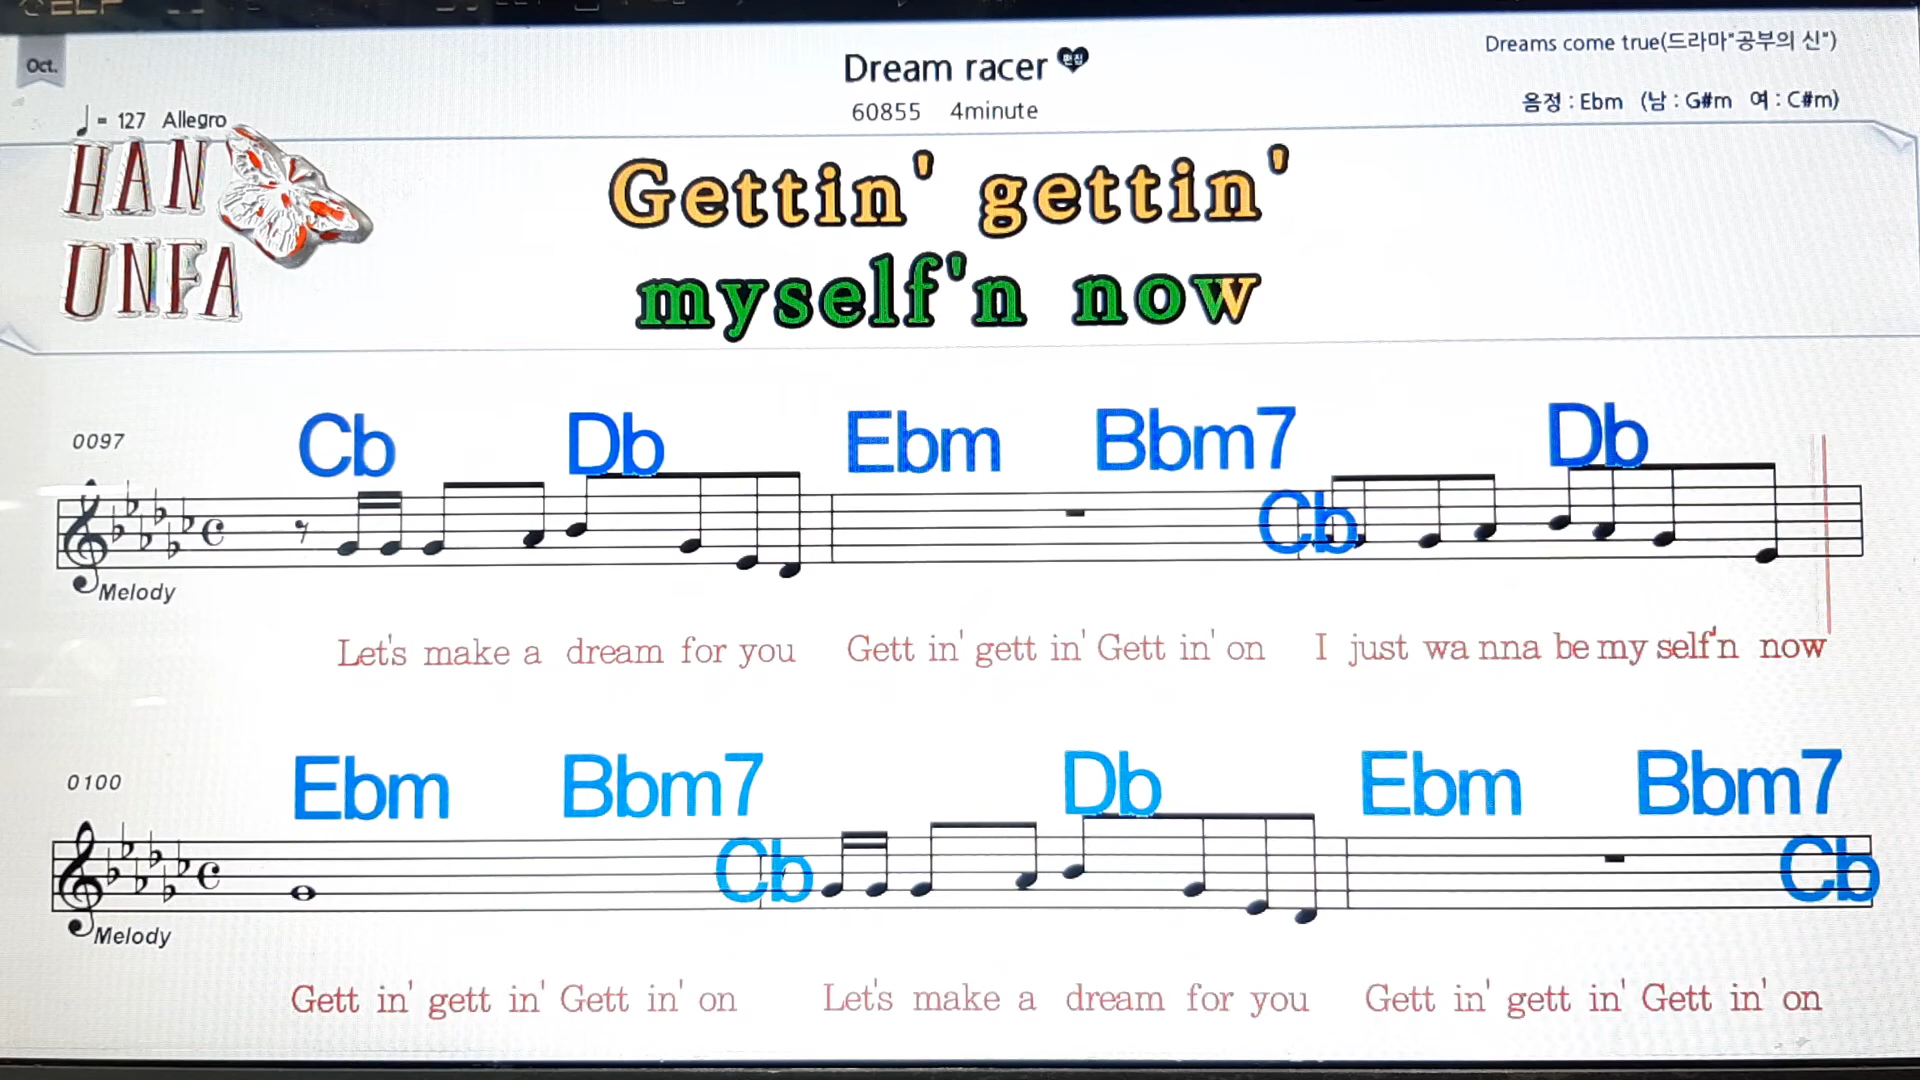 Oct.
Dream racer 편집
Dreams come true(드라마"공부의 신")
60855 4minute
음정 : Ebm (남 : G#m 여 : C#m)
♩ = 127 Allegro
HAN
UNFA
Gettin' gettin'
myself'n now
0097
Cb Db Ebm Bbm7 Cb Db
Melody
Let's make a dream for you Gett in' gett in' Gett in' on I just wa nna be my self'n now
0100
Ebm Bbm7 Cb Db Ebm Bbm7 Cb
Melody
Gett in' gett in' Gett in' on Let's make a dream for you Gett in' gett in' Gett in' on